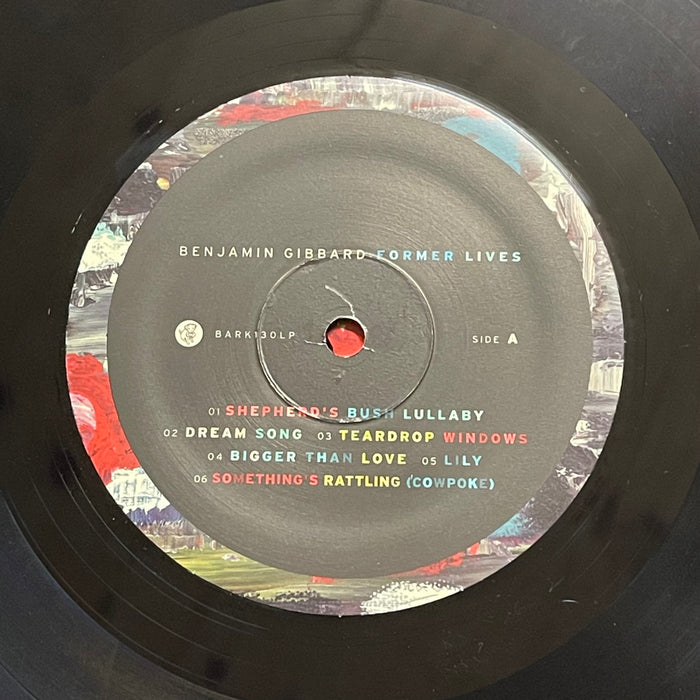 BENJAMIN GIBBARD FORMER LIVES
BARK130LP
SIDE A
01 SHEPHERD'S BUSH LULLABY
02 DREAM SONG 03 TEARDROP WINDOWS
04 BIGGER THAN LOVE 05 LILY
06 SOMETHING'S RATTLING (COWPOKE)